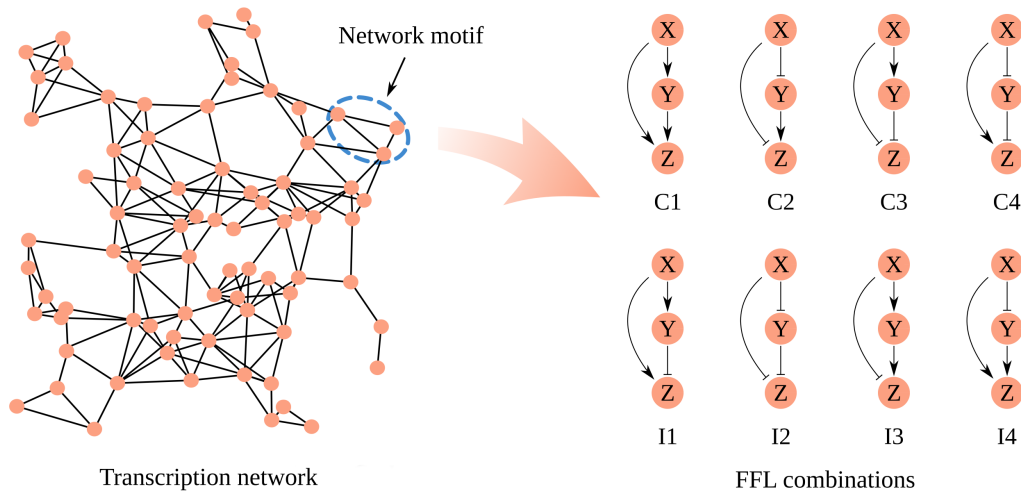 Network motif
X X X X
Y Y Y Y
Z Z Z Z
C1 C2 C3 C4
X X X X
Y Y Y Y
Z Z Z Z
I1 I2 I3 I4
Transcription network
FFL combinations